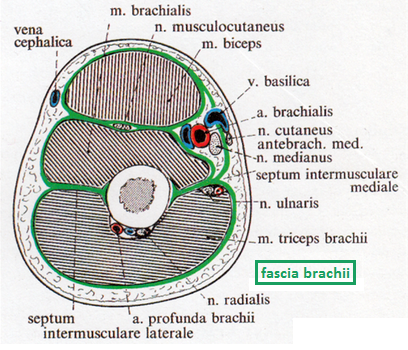 m. brachialis
n. musculocutaneus
m. biceps
vena
cephalica
v. basilica
a. brachialis
n. cutaneus
antebrach. med.
n. medianus
septum intermusculare
mediale
n. ulnaris
m. triceps brachii
fascia brachii
n. radialis
septum
intermusculare laterale
a. profunda brachii